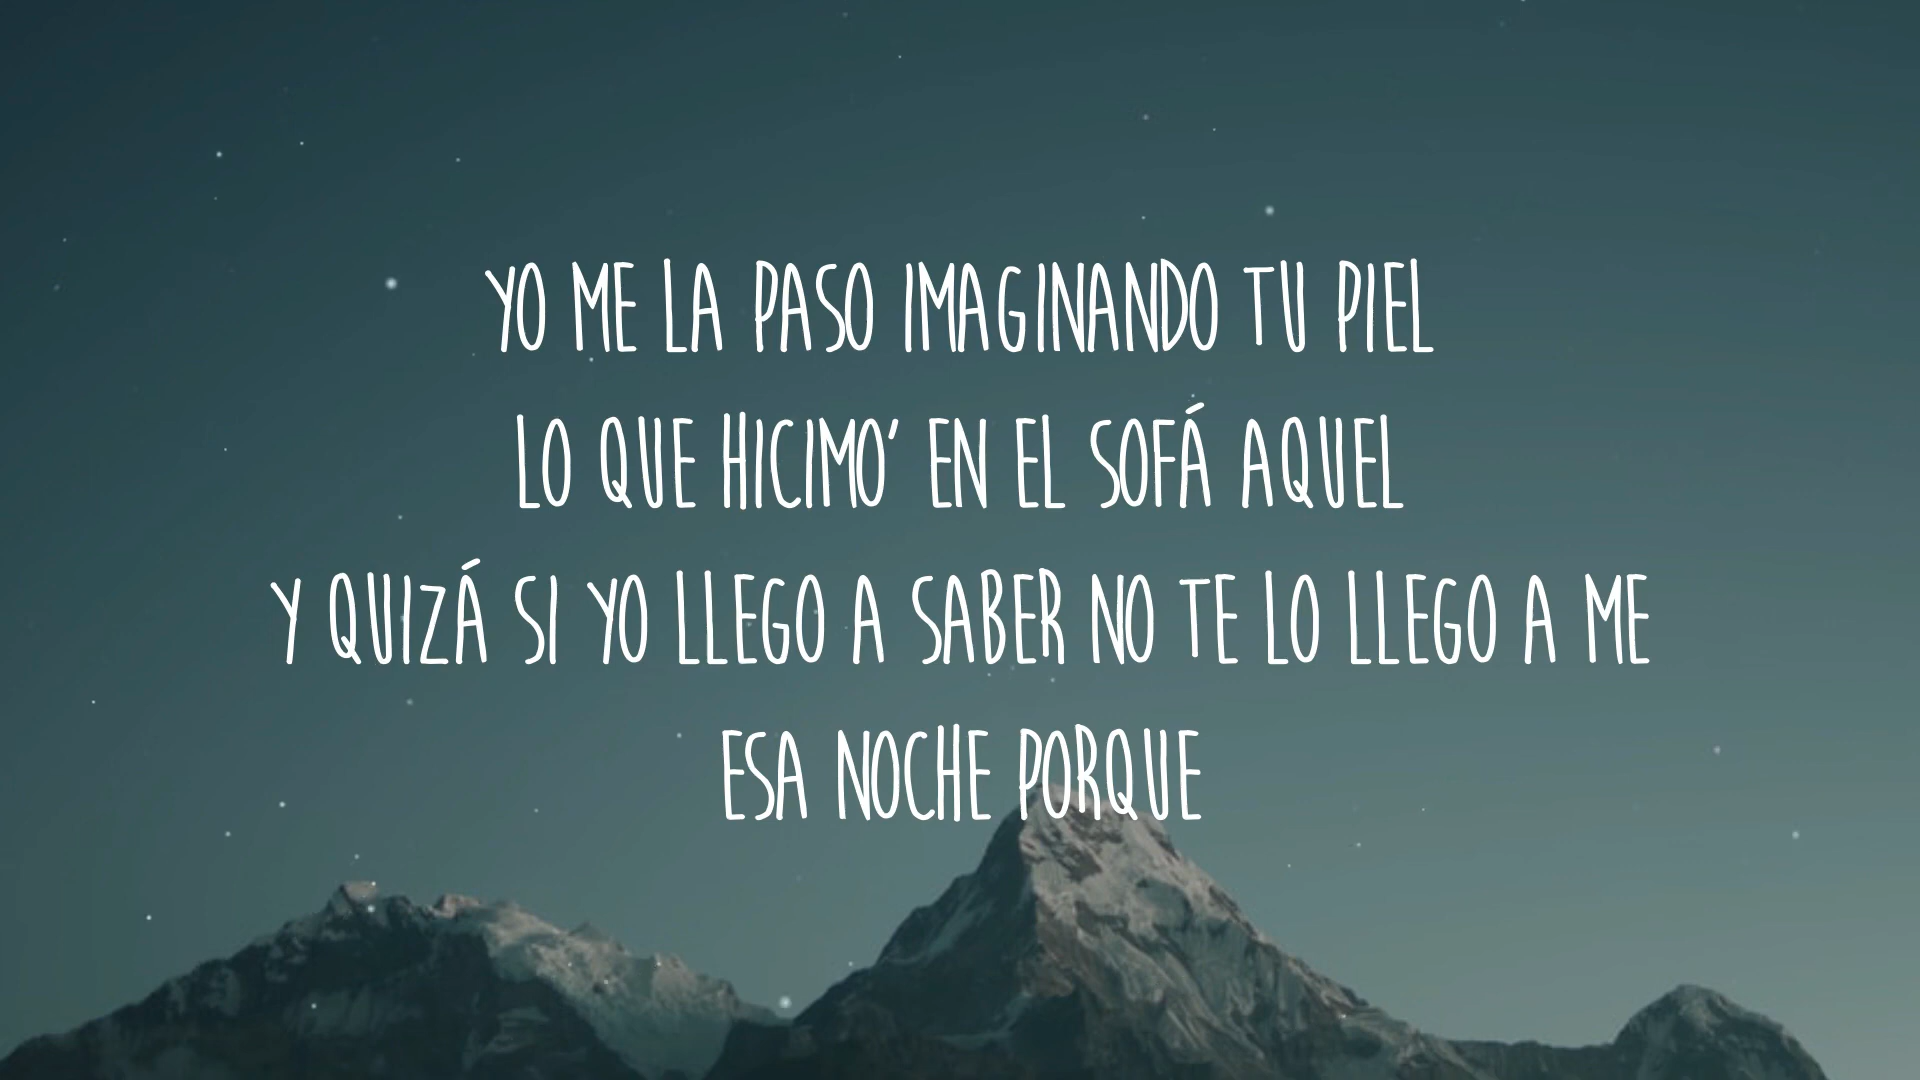 YO ME LA PASO IMAGINANDO TU PIEL
LO QUE HICIMO' EN EL SOFÁ AQUEL
Y QUIZÁ SI YO LLEGO A SABER NO TE LO LLEGO A ME
ESA NOCHE PORQUE